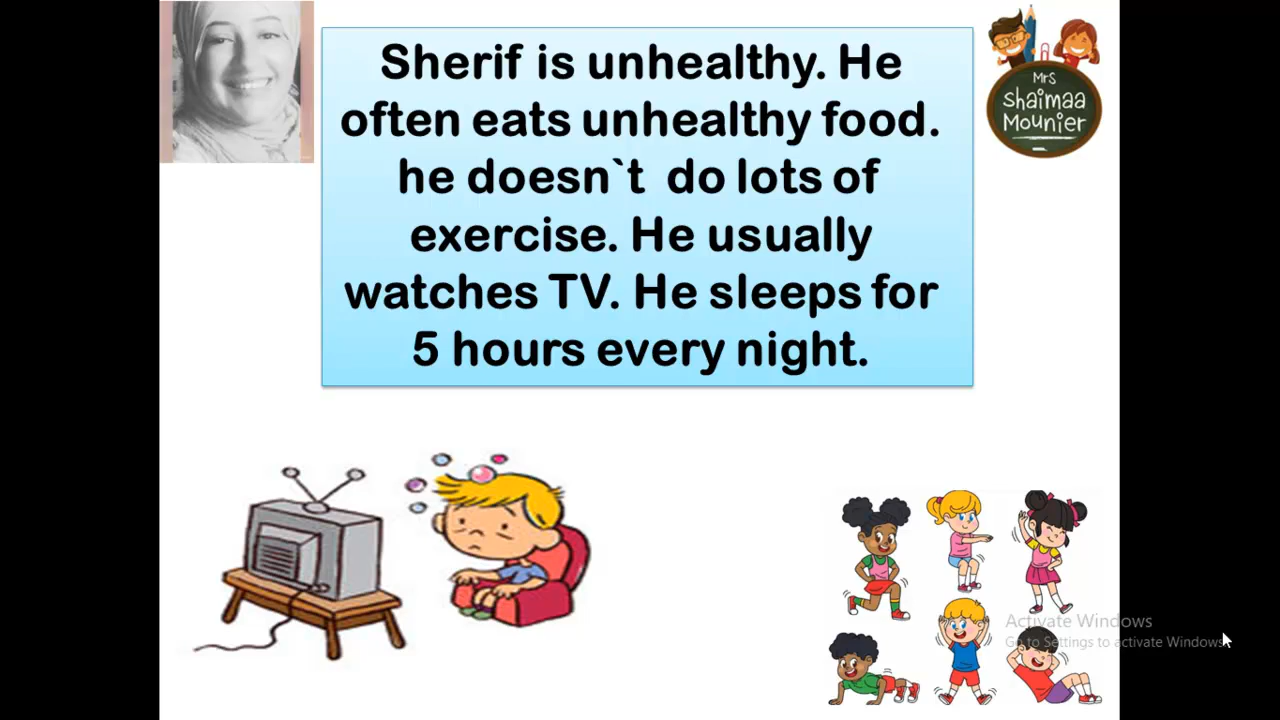 Sherif is unhealthy. He
often eats unhealthy food.
he doesn`t  do lots of
exercise. He usually
watches TV. He sleeps for
5 hours every night.
Mrs
Shaimaa
Mounier
Activate Windows
Go to Settings to activate Windows.